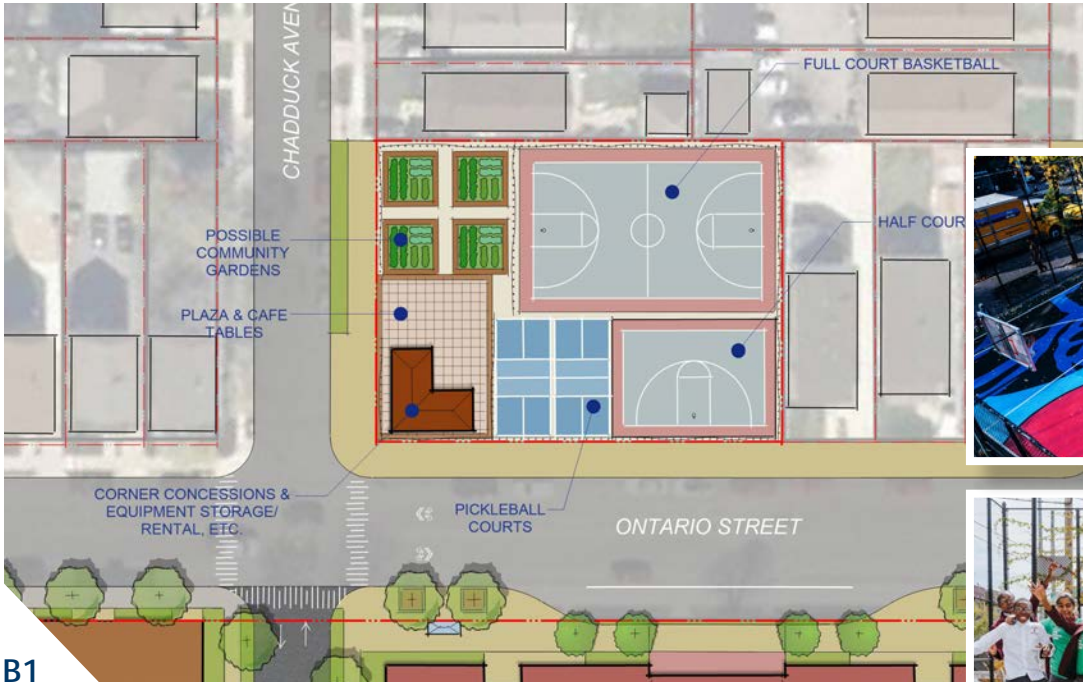 CHADDUCK AVEN
FULL COURT BASKETBALL
HALF COUR
POSSIBLE
COMMUNITY
GARDENS
PLAZA & CAFE
TABLES
CORNER CONCESSIONS &
EQUIPMENT STORAGE/
RENTAL, ETC.
PICKLEBALL
COURTS
ONTARIO STREET
B1